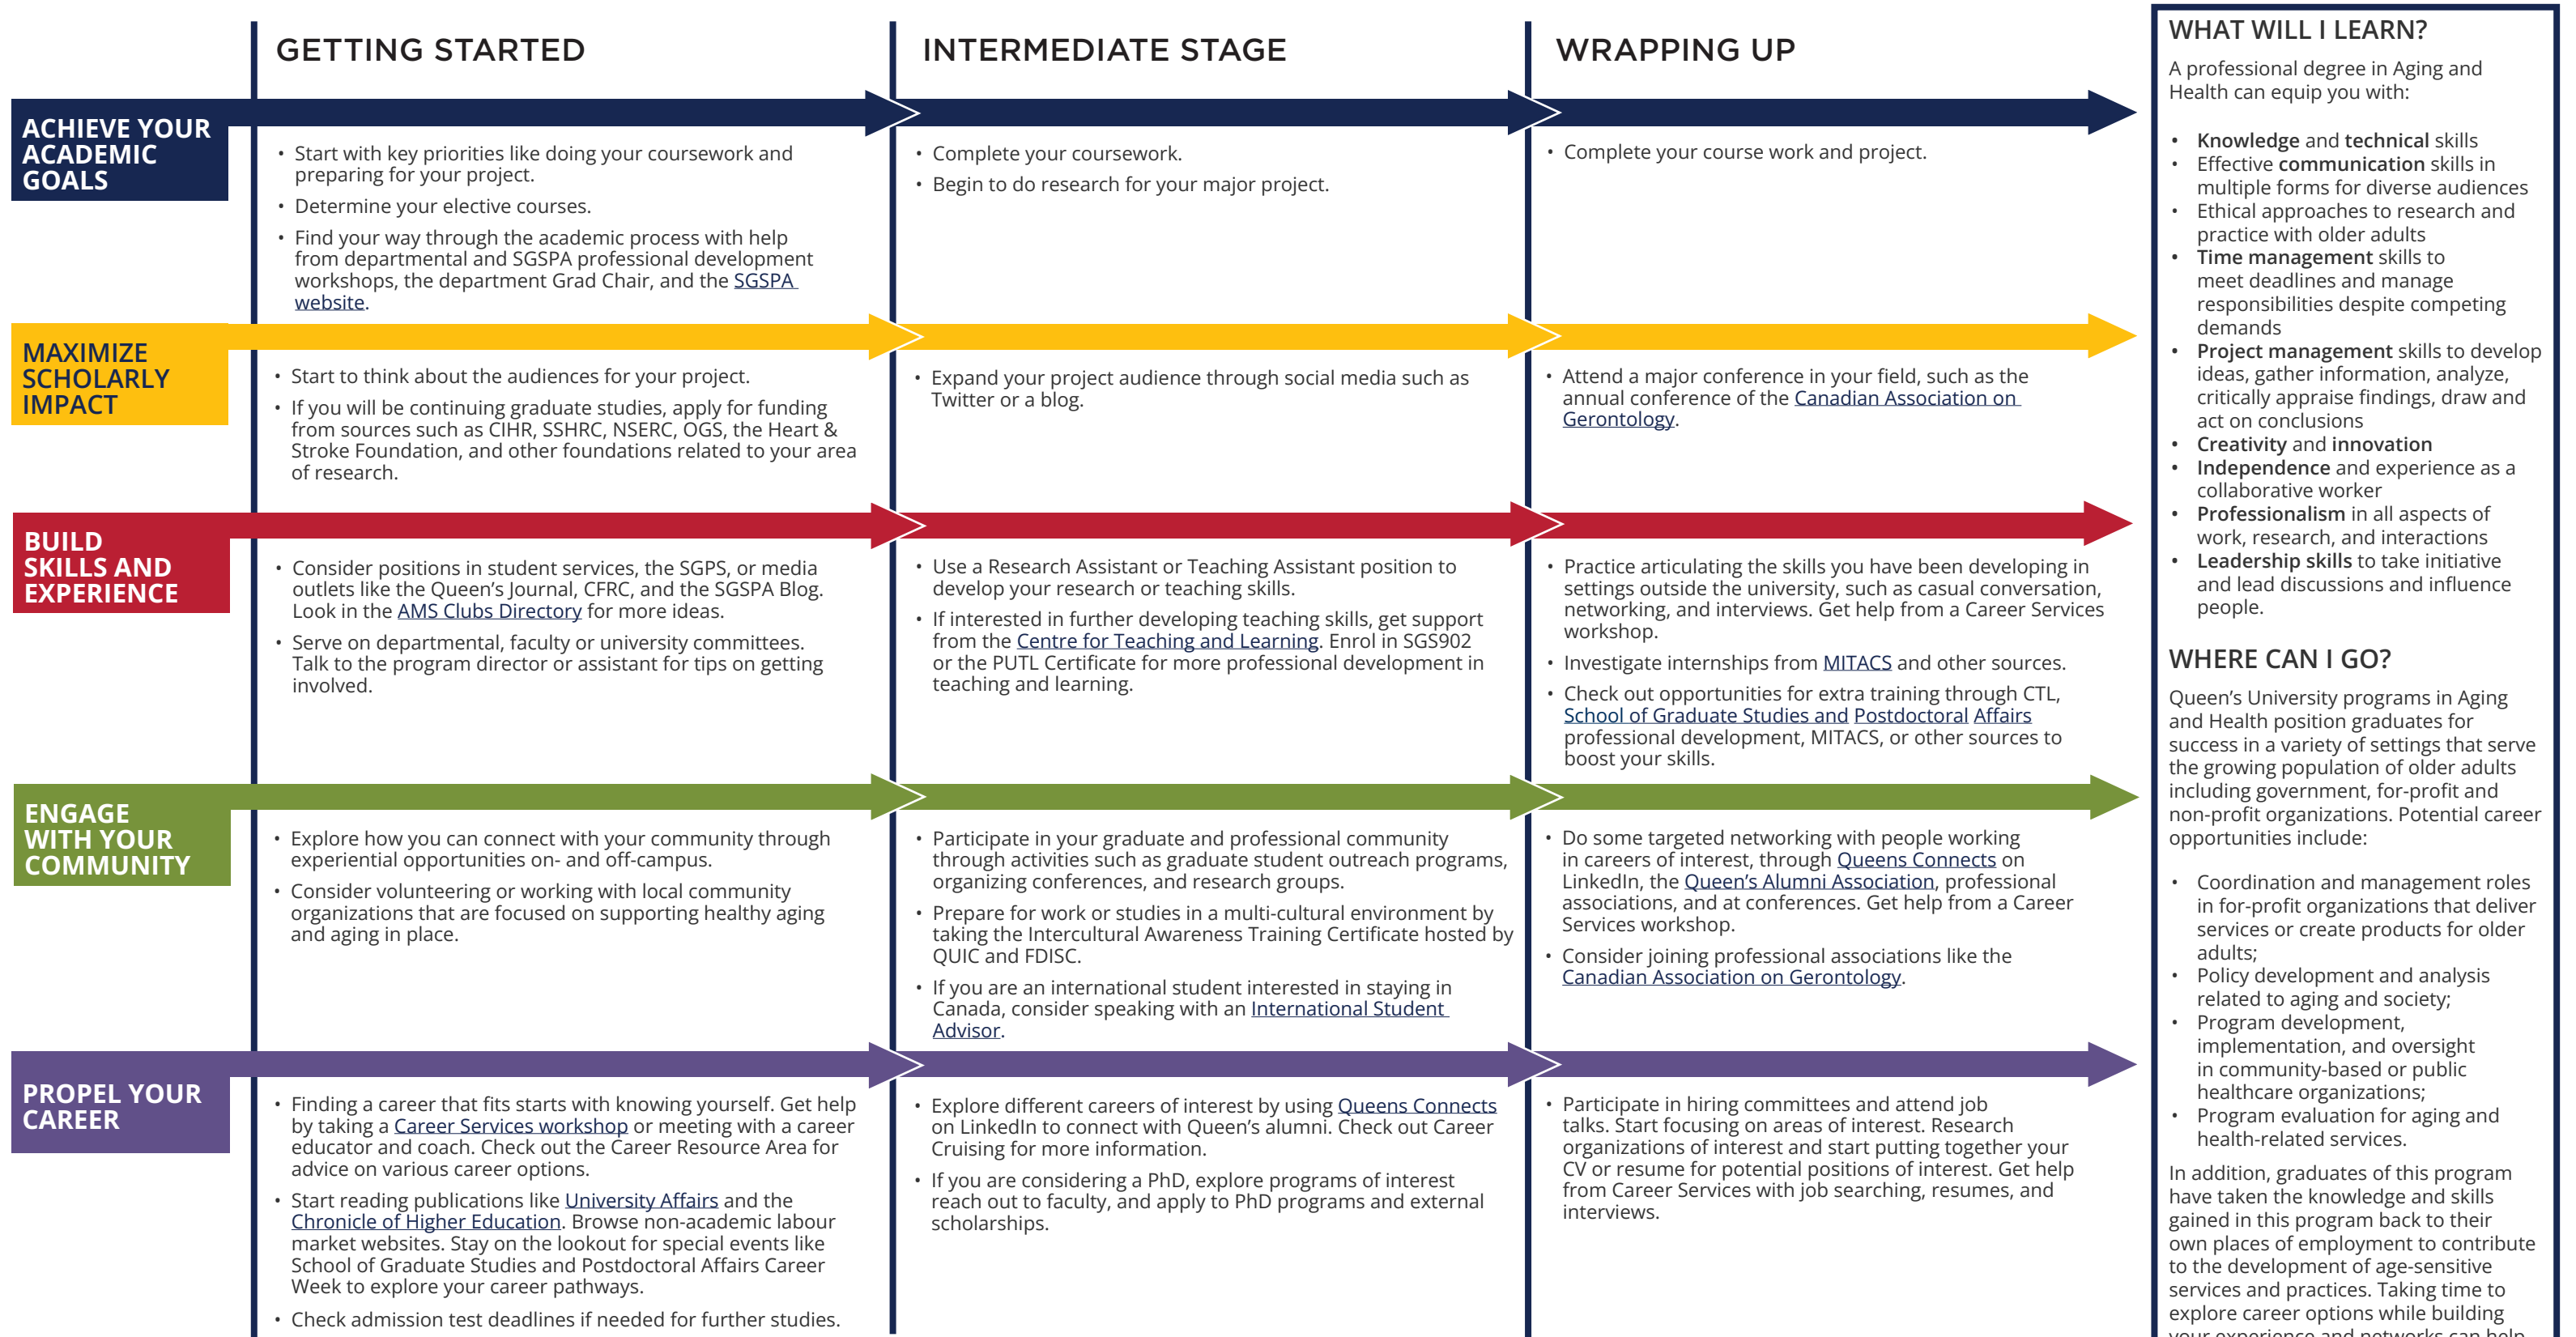 GETTING STARTED
INTERMEDIATE STAGE
WRAPPING UP
ACHIEVE YOUR
ACADEMIC
GOALS
• Start with key priorities like doing your coursework and
preparing for your project.
• Determine your elective courses.
• Find your way through the academic process with help
from departmental and SGSPA professional development
workshops, the department Grad Chair, and the SGSPA
website.
• Complete your coursework.
• Begin to do research for your major project.
• Complete your course work and project.
MAXIMIZE
SCHOLARLY
IMPACT
• Start to think about the audiences for your project.
• If you will be continuing graduate studies, apply for funding
from sources such as CIHR, SSHRC, NSERC, OGS, the Heart &
Stroke Foundation, and other foundations related to your area
of research.
• Expand your project audience through social media such as
Twitter or a blog.
• Attend a major conference in your field, such as the
annual conference of the Canadian Association on
Gerontology.
BUILD
SKILLS AND
EXPERIENCE
• Consider positions in student services, the SGPS, or media
outlets like the Queen’s Journal, CFRC, and the SGSPA Blog.
Look in the AMS Clubs Directory for more ideas.
• Serve on departmental, faculty or university committees.
Talk to the program director or assistant for tips on getting
involved.
• Use a Research Assistant or Teaching Assistant position to
develop your research or teaching skills.
• If interested in further developing teaching skills, get support
from the Centre for Teaching and Learning. Enrol in SGS902
or the PUTL Certificate for more professional development in
teaching and learning.
• Practice articulating the skills you have been developing in
settings outside the university, such as casual conversation,
networking, and interviews. Get help from a Career Services
workshop.
• Investigate internships from MITACS and other sources.
• Check out opportunities for extra training through CTL,
School of Graduate Studies and Postdoctoral Affairs
professional development, MITACS, or other sources to
boost your skills.
ENGAGE
WITH YOUR
COMMUNITY
• Explore how you can connect with your community through
experiential opportunities on- and off-campus.
• Consider volunteering or working with local community
organizations that are focused on supporting healthy aging
and aging in place.
• Participate in your graduate and professional community
through activities such as graduate student outreach programs,
organizing conferences, and research groups.
• Prepare for work or studies in a multi-cultural environment by
taking the Intercultural Awareness Training Certificate hosted by
QUIC and FDISC.
• If you are an international student interested in staying in
Canada, consider speaking with an International Student
Advisor.
• Do some targeted networking with people working
in careers of interest, through Queens Connects on
LinkedIn, the Queen’s Alumni Association, professional
associations, and at conferences. Get help from a Career
Services workshop.
• Consider joining professional associations like the
Canadian Association on Gerontology.
PROPEL YOUR
CAREER
• Finding a career that fits starts with knowing yourself. Get help
by taking a Career Services workshop or meeting with a career
educator and coach. Check out the Career Resource Area for
advice on various career options.
• Start reading publications like University Affairs and the
Chronicle of Higher Education. Browse non-academic labour
market websites. Stay on the lookout for special events like
School of Graduate Studies and Postdoctoral Affairs Career
Week to explore your career pathways.
• Check admission test deadlines if needed for further studies.
• Explore different careers of interest by using Queens Connects
on LinkedIn to connect with Queen’s alumni. Check out Career
Cruising for more information.
• If you are considering a PhD, explore programs of interest
reach out to faculty, and apply to PhD programs and external
scholarships.
• Participate in hiring committees and attend job
talks. Start focusing on areas of interest. Research
organizations of interest and start putting together your
CV or resume for potential positions of interest. Get help
from Career Services with job searching, resumes, and
interviews.
WHAT WILL I LEARN?
A professional degree in Aging and
Health can equip you with:
• Knowledge and technical skills
• Effective communication skills in
multiple forms for diverse audiences
• Ethical approaches to research and
practice with older adults
• Time management skills to
meet deadlines and manage
responsibilities despite competing
demands
• Project management skills to develop
ideas, gather information, analyze,
critically appraise findings, draw and
act on conclusions
• Creativity and innovation
• Independence and experience as a
collaborative worker
• Professionalism in all aspects of
work, research, and interactions
• Leadership skills to take initiative
and lead discussions and influence
people.
WHERE CAN I GO?
Queen’s University programs in Aging
and Health position graduates for
success in a variety of settings that serve
the growing population of older adults
including government, for-profit and
non-profit organizations. Potential career
opportunities include:
• Coordination and management roles
in for-profit organizations that deliver
services or create products for older
adults;
• Policy development and analysis
related to aging and society;
• Program development,
implementation, and oversight
in community-based or public
healthcare organizations;
• Program evaluation for aging and
health-related services.
In addition, graduates of this program
have taken the knowledge and skills
gained in this program back to their
own places of employment to contribute
to the development of age-sensitive
services and practices. Taking time to
explore career options while building
your experience and networks can help